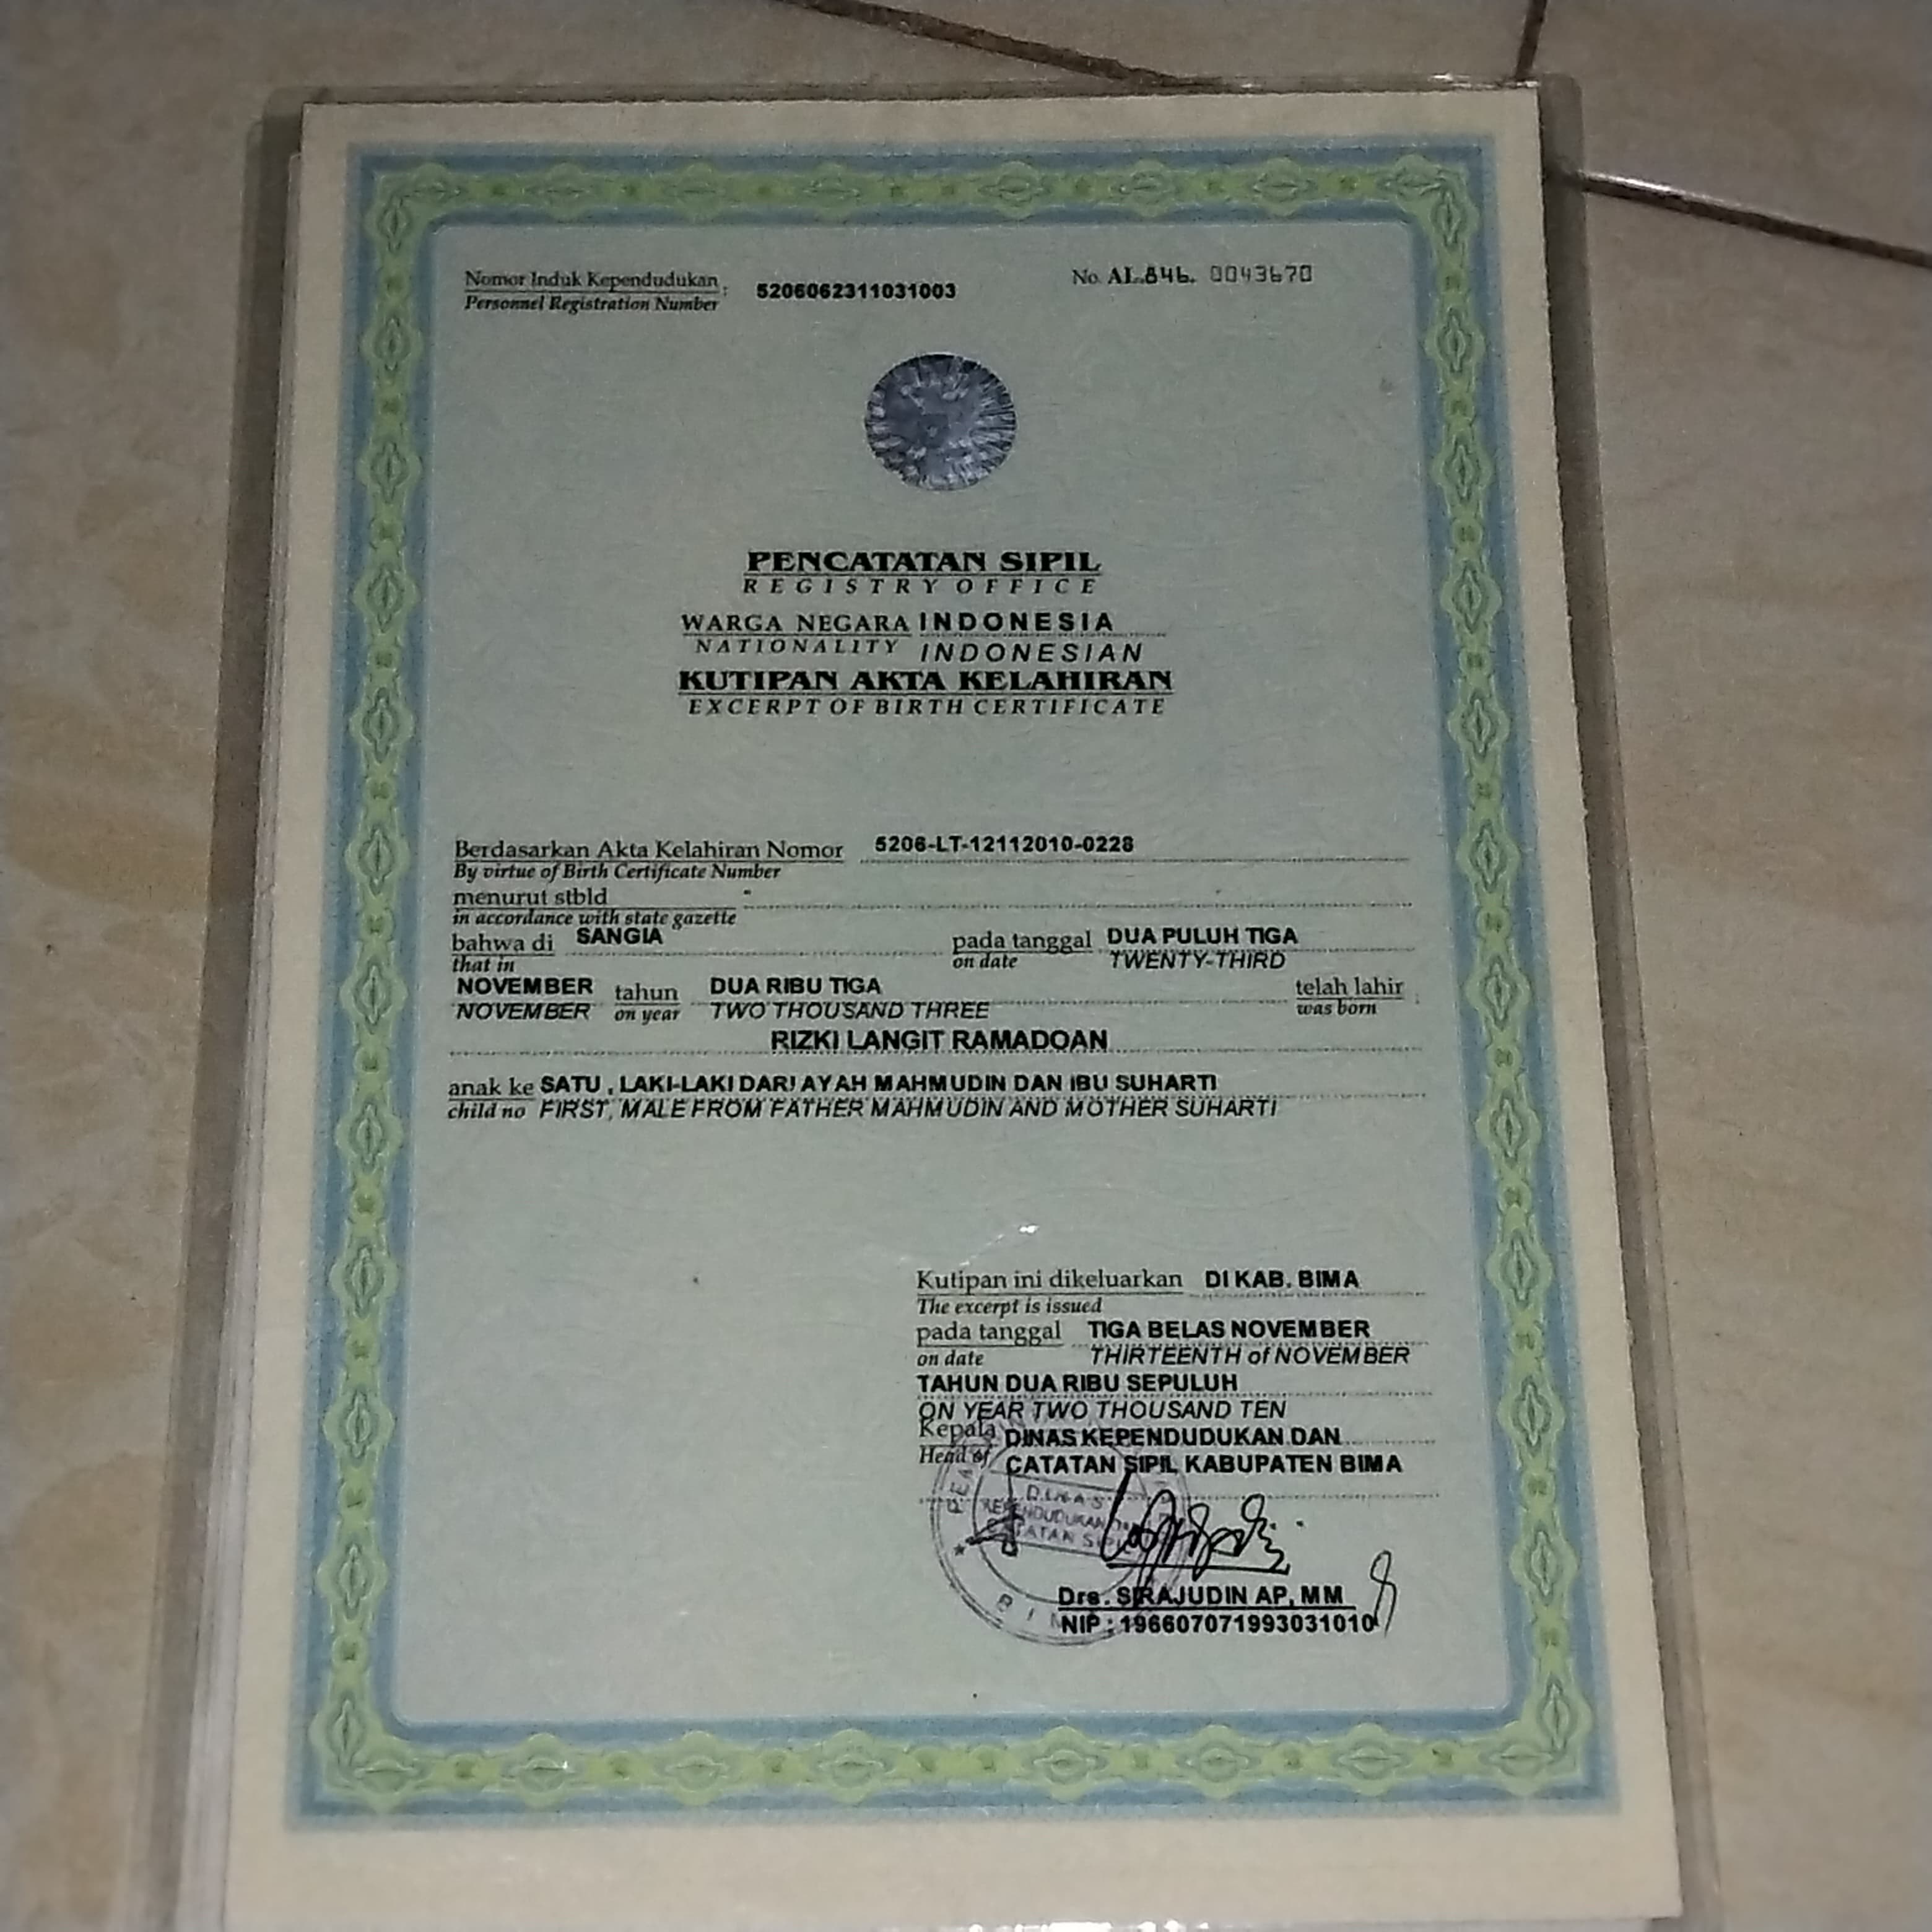 Nomor Induk Kependudukan : 5206062311031003
Personnel Registration Number
No. AL.846. 0043670
PENCATATAN SIPIL
REGISTRY OFFICE
WARGA NEGARA INDONESIA
NATIONALITY INDONESIAN
KUTIPAN AKTA KELAHIRAN
EXCERPT OF BIRTH CERTIFICATE
Berdasarkan Akta Kelahiran Nomor 5206-LT-12112010-0228
By virtue of Birth Certificate Number
menurut stbld -
in accordance with state gazette
bahwa di SANGIA pada tanggal DUA PULUH TIGA
that in on date TWENTY-THIRD
NOVEMBER tahun DUA RIBU TIGA telah lahir :
NOVEMBER on year TWO THOUSAND THREE was born
RIZKI LANGIT RAMADOAN
anak ke SATU , LAKI-LAKI DARI AYAH MAHMUDIN DAN IBU SUHARTI
child no FIRST, MALE FROM FATHER MAHMUDIN AND MOTHER SUHARTI
Kutipan ini dikeluarkan DI KAB. BIMA
The excerpt is issued
pada tanggal TIGA BELAS NOVEMBER
on date THIRTEENTH of NOVEMBER
TAHUN DUA RIBU SEPULUH
ON YEAR TWO THOUSAND TEN
Kepala DINAS KEPENDUDUKAN DAN
Head of CATATAN SIPIL KABUPATEN BIMA
DINAS
KEPENDUDUKAN DAN
CATATAN SIPIL
Drs. SIRAJUDIN AP, MM
NIP : 196607071993031010